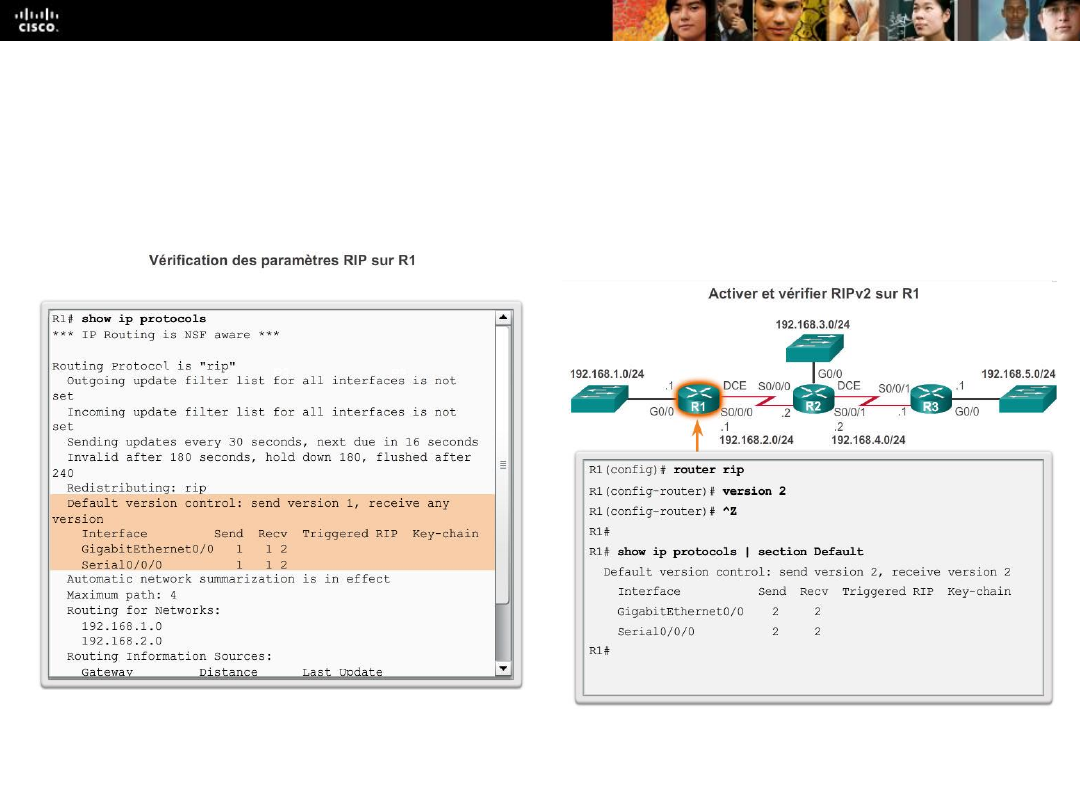 CISCO.
Vérification des paramètres RIP sur R1
R1# show ip protocols
*** IP Routing is NSF aware ***
Routing Protocol is "rip"
Outgoing update filter list for all interfaces is not
set
Incoming update filter list for all interfaces is not
set
Sending updates every 30 seconds, next due in 16 seconds
Invalid after 180 seconds, hold down 180, flushed after
240
Redistributing: rip
Default version control: send version 1, receive any
version
Interface Send Recv Triggered RIP Key-chain
GigabitEthernet0/0 1 1 2
Serial0/0/0 1 1 2
Automatic network summarization is in effect
Maximum path: 4
Routing for Networks:
192.168.1.0
192.168.2.0
Routing Information Sources:
Gateway Distance Last Update
Activer et vérifier RIPv2 sur R1
192.168.3.0/24
192.168.1.0/24
G0/0
192.168.5.0/24
.1 DCE S0/0/0 DCE S0/0/1 .1
R1 R2 R3
G0/0 S0/0/0 .2 S0/0/1 .1 G0/0
.1 .2
192.168.2.0/24 192.168.4.0/24
R1(config)# router rip
R1(config-router)# version 2
R1(config-router)# ^Z
R1#
R1# show ip protocols | section Default
Default version control: send version 2, receive version 2
Interface Send Recv Triggered RIP Key-chain
GigabitEthernet0/0 2 2
Serial0/0/0 2 2
R1#